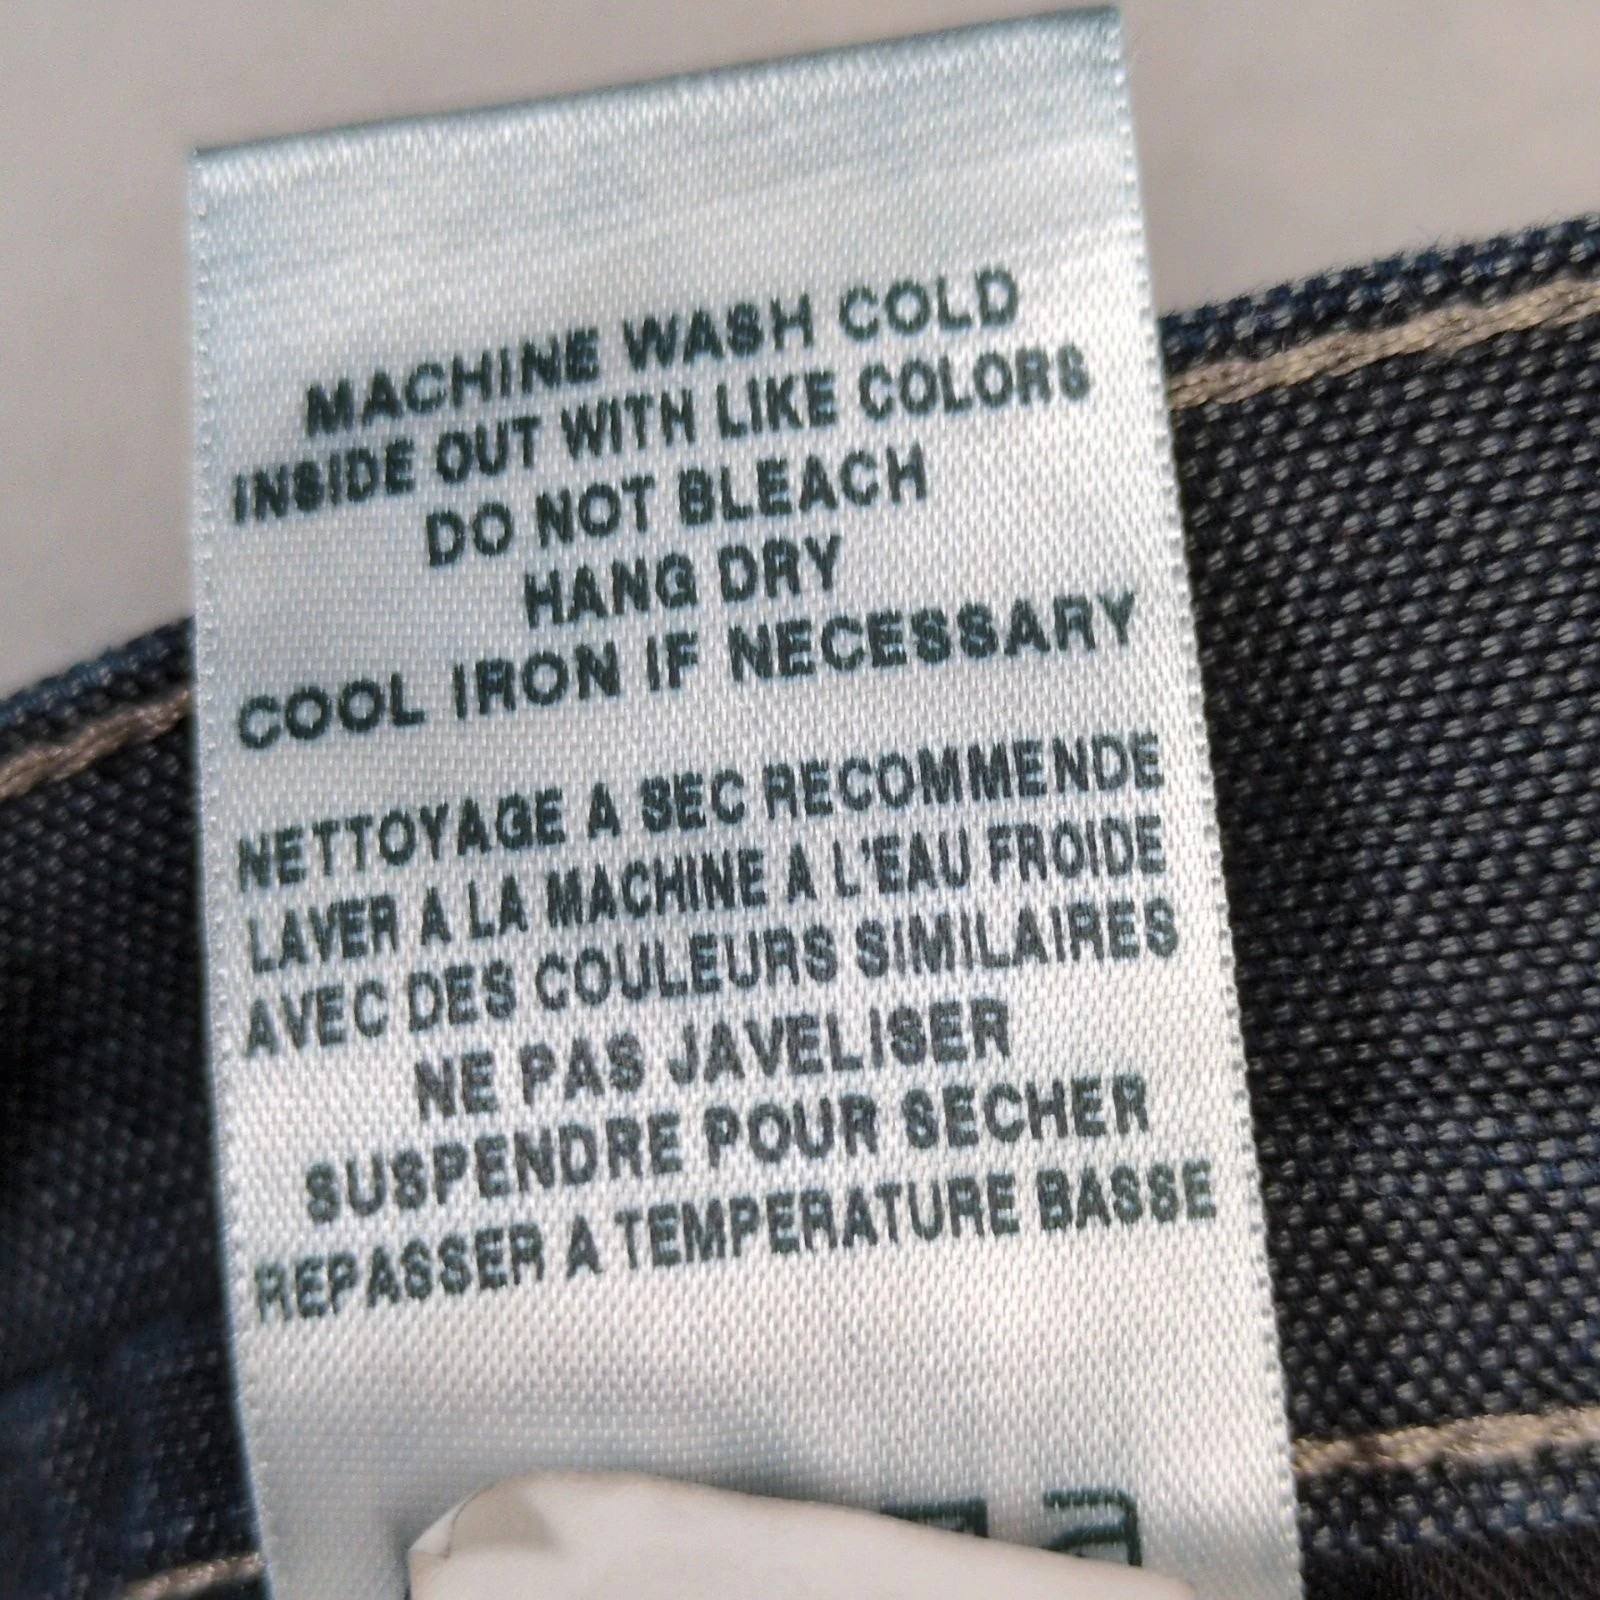 MACHINE WASH COLD
INSIDE OUT WITH LIKE COLORS
DO NOT BLEACH
HANG DRY
COOL IRON IF NECESSARY
NETTOYAGE A SEC RECOMMENDE
LAVER A LA MACHINE A L'EAU FROIDE
AVEC DES COULEURS SIMILAIRES
NE PAS JAVELISER
SUSPENDRE POUR SECHER
REPASSER A TEMPERATURE BASSE